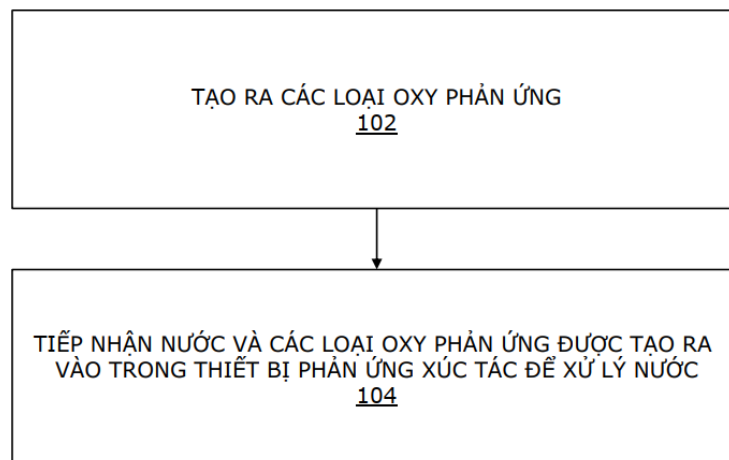 TẠO RA CÁC LOẠI OXY PHẢN ỨNG
102
TIẾP NHẬN NƯỚC VÀ CÁC LOẠI OXY PHẢN ỨNG ĐƯỢC TẠO RA
VÀO TRONG THIẾT BỊ PHẢN ỨNG XÚC TÁC ĐỂ XỬ LÝ NƯỚC
104